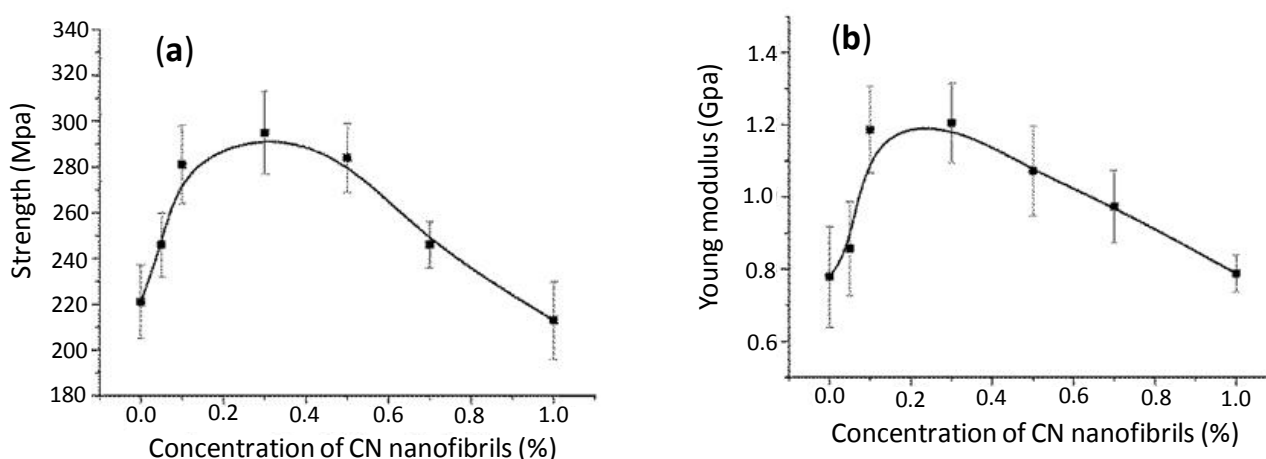 (a)
Strength (Mpa)
340
320
300
280
260
240
220
200
180
0.0 0.2 0.4 0.6 0.8 1.0
Concentration of CN nanofibrils (%)
(b)
Young modulus (Gpa)
1.4
1.2
1.0
0.8
0.6
0.0 0.2 0.4 0.6 0.8 1.0
Concentration of CN nanofibrils (%)